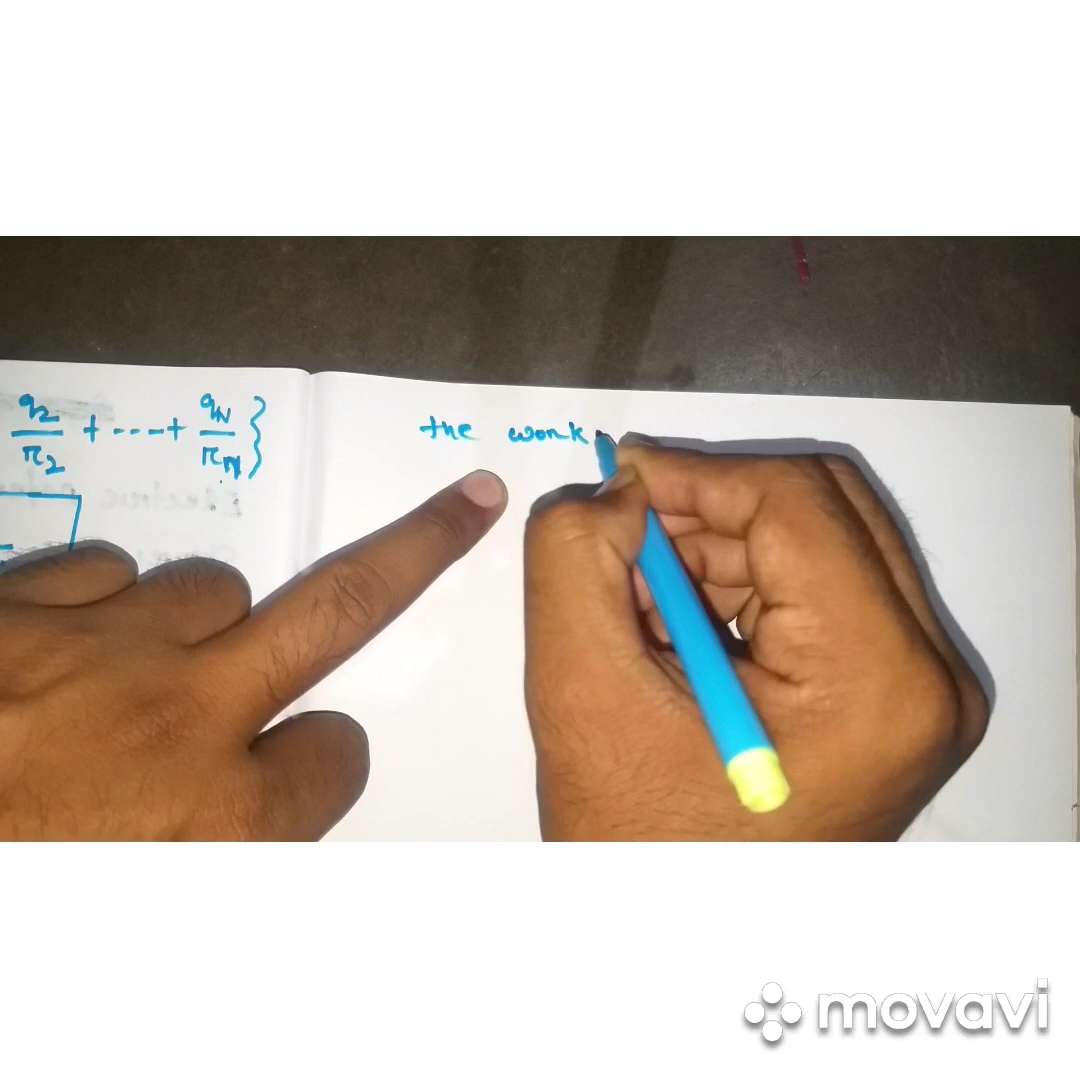 q2/r2 + ----+ qN/rN }
the work
movavi